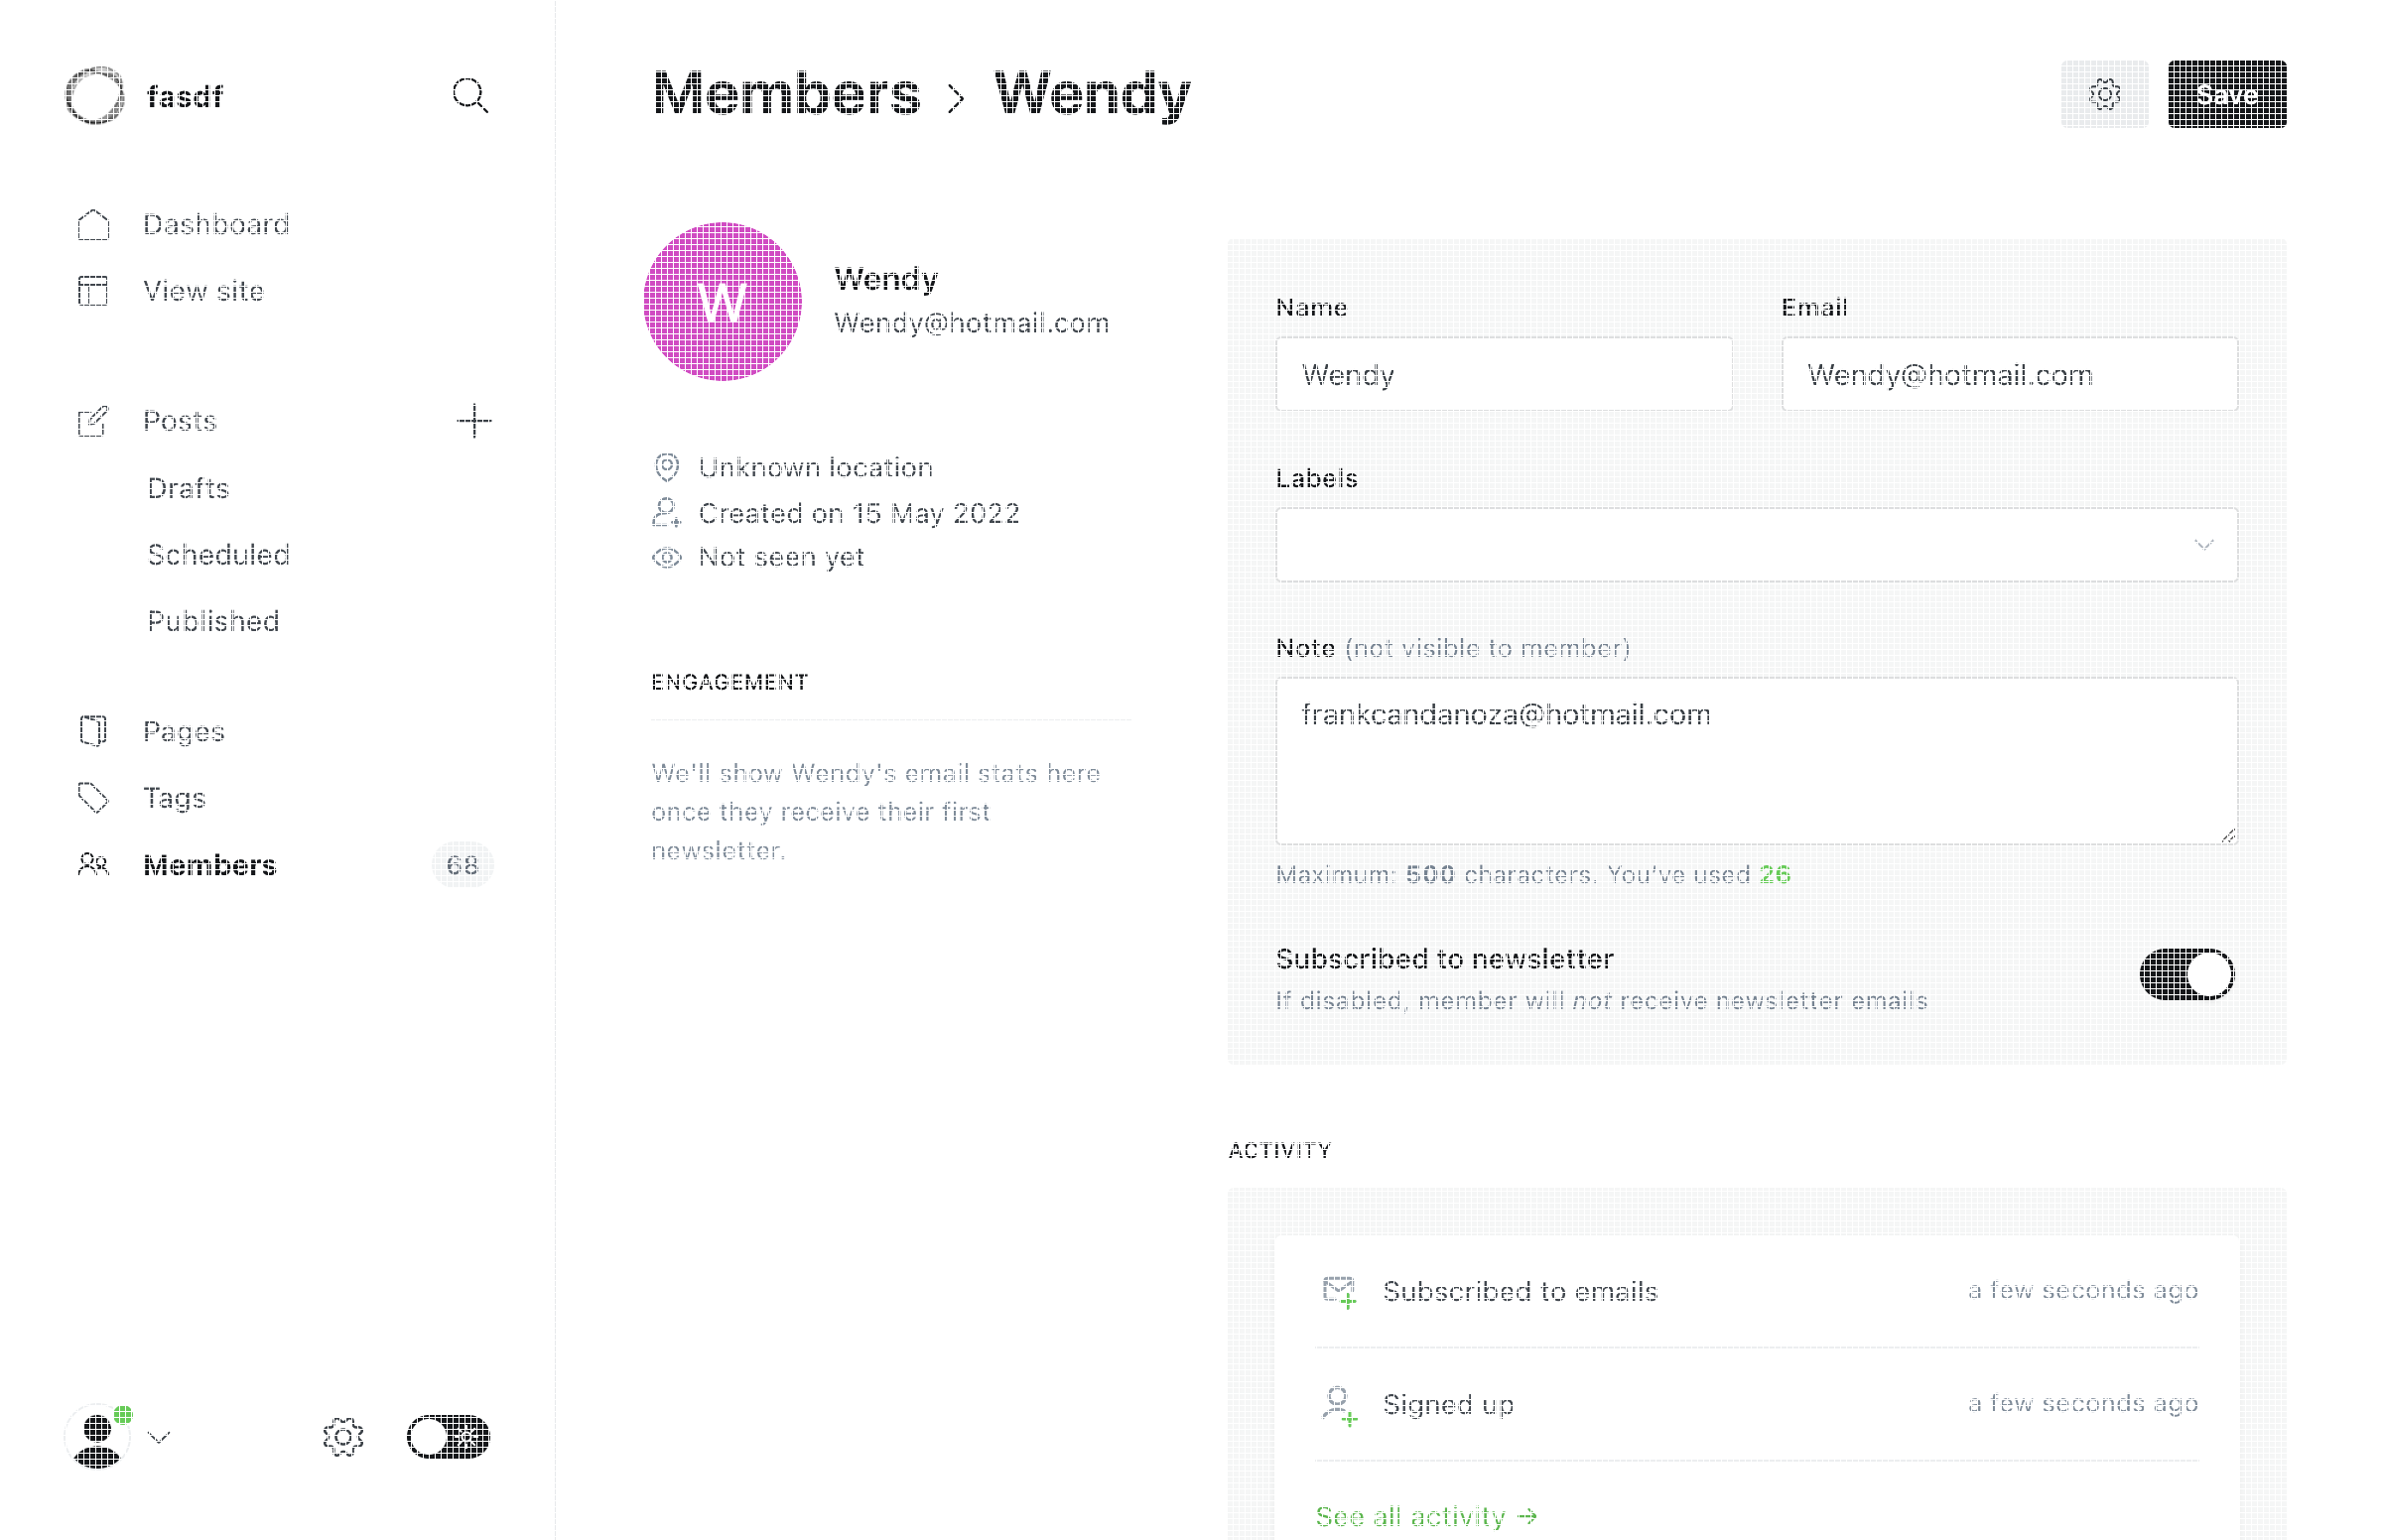 fasdf
Dashboard
View site
Posts
Drafts
Scheduled
Published
Pages
Tags
Members 68
Members > Wendy
Save
W
Wendy
Wendy@hotmail.com
Unknown location
Created on 15 May 2022
Not seen yet
ENGAGEMENT
We'll show Wendy's email stats here
once they receive their first
newsletter.
Name
Wendy
Email
Wendy@hotmail.com
Labels
Note (not visible to member)
frankcandanoza@hotmail.com
Maximum: 500 characters. You've used 26
Subscribed to newsletter
If disabled, member will not receive newsletter emails
ACTIVITY
Subscribed to emails a few seconds ago
Signed up a few seconds ago
See all activity →